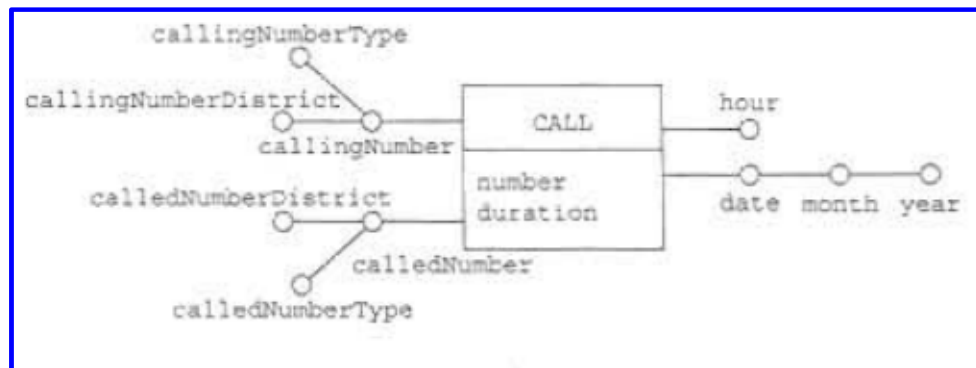 callingNumberType
callingNumberDistrict
callingNumber
CALL
hour
number
duration
date month year
calledNumberDistrict
calledNumber
calledNumberType